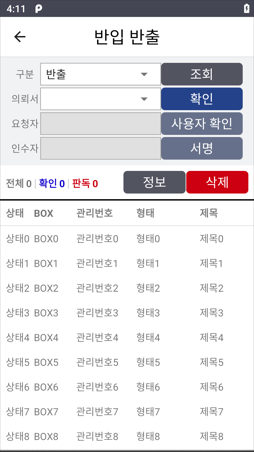 4:11
반입 반출
구분 반출 조회
의뢰서 확인
요청자 사용자 확인
인수자 서명
전체 0 | 확인 0 | 판독 0 정보 삭제
상태 BOX 관리번호 형태 제목
상태0 BOX0 관리번호0 형태0 제목0
상태1 BOX1 관리번호1 형태1 제목1
상태2 BOX2 관리번호2 형태2 제목2
상태3 BOX3 관리번호3 형태3 제목3
상태4 BOX4 관리번호4 형태4 제목4
상태5 BOX5 관리번호5 형태5 제목5
상태6 BOX6 관리번호6 형태6 제목6
상태7 BOX7 관리번호7 형태7 제목7
상태8 BOX8 관리번호8 형태8 제목8